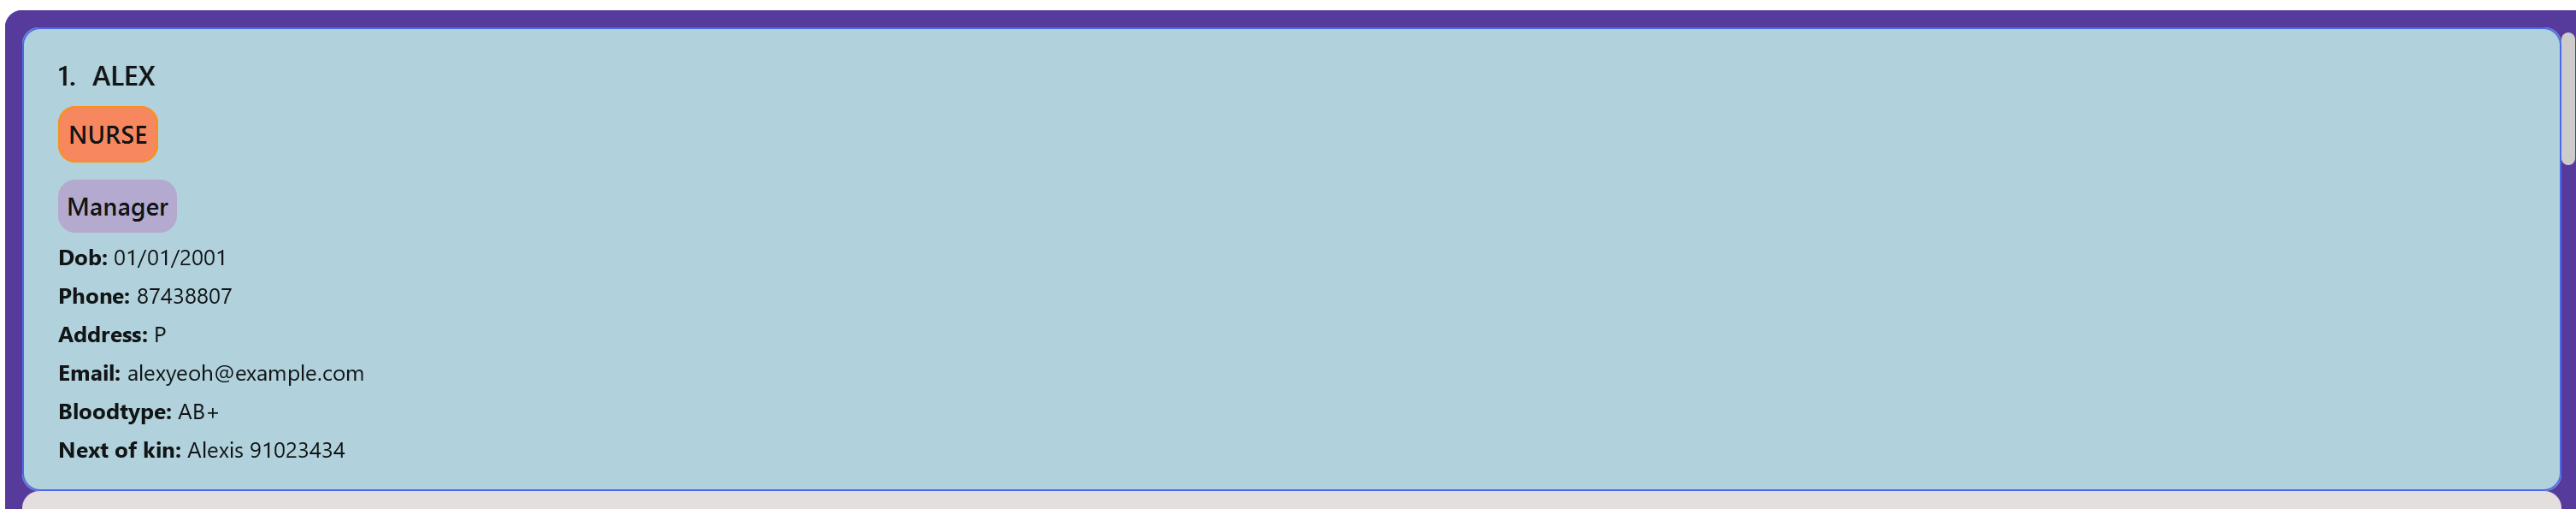 1. ALEX
NURSE
Manager
Dob: 01/01/2001
Phone: 87438807
Address: P
Email: alexyeoh@example.com
Bloodtype: AB+
Next of kin: Alexis 91023434